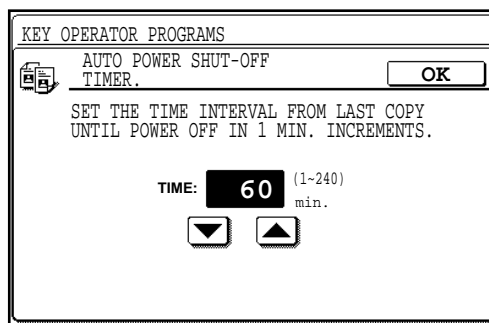 KEY OPERATOR PROGRAMS
AUTO POWER SHUT-OFF
TIMER.
OK
SET THE TIME INTERVAL FROM LAST COPY
UNTIL POWER OFF IN 1 MIN. INCREMENTS.
TIME: 60 (1~240)
min.